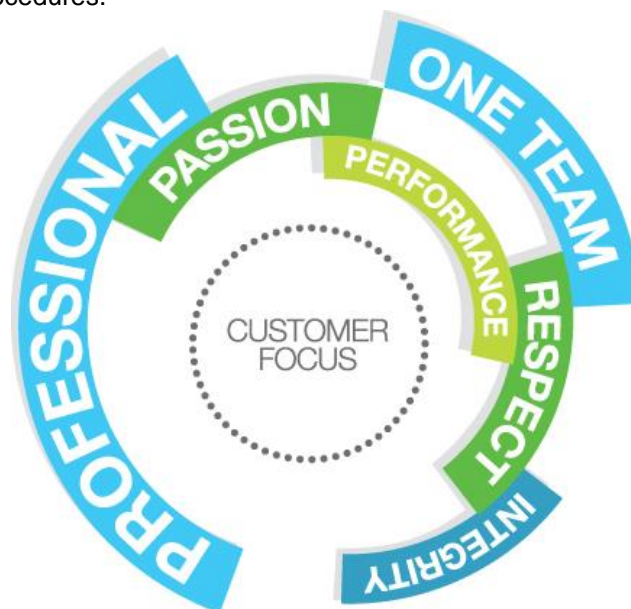 PROFESSIONAL
PASSION
ONE TEAM
PERFORMANCE
RESPECT
INTEGRITY
CUSTOMER
FOCUS